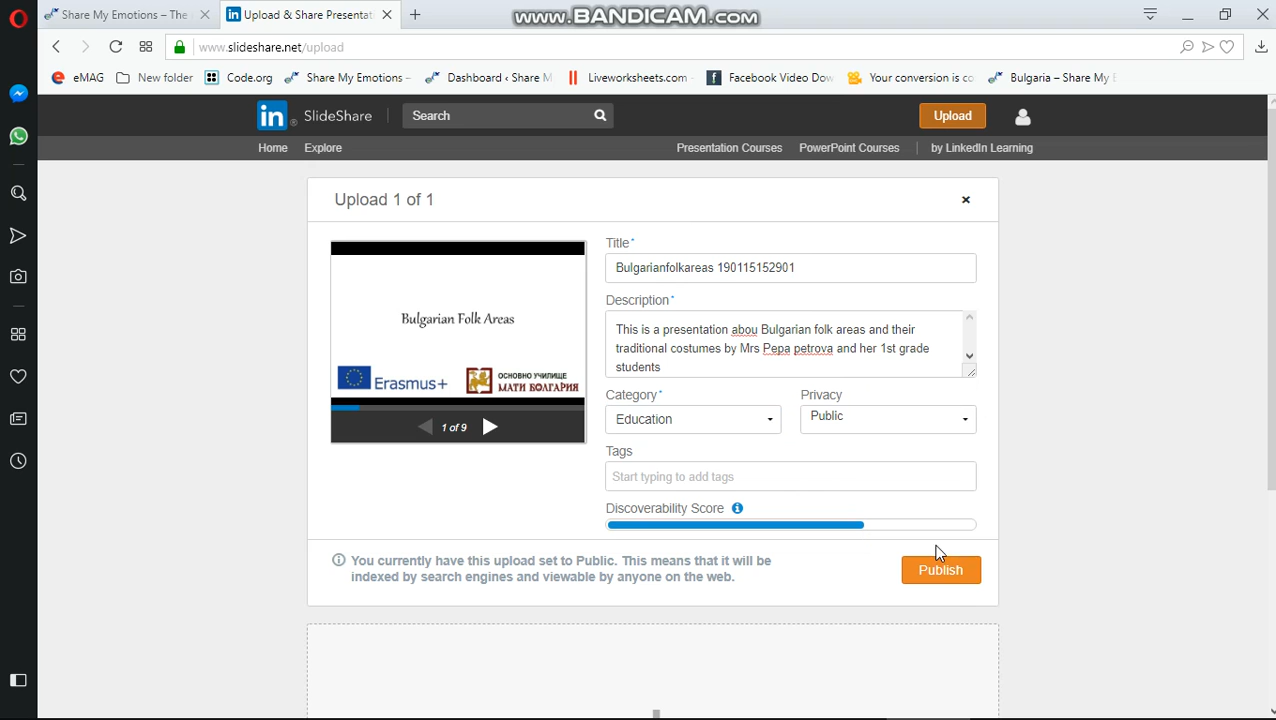 www.BANDICAM.com
Share My Emotions – The
Upload & Share Presentat
www.slideshare.net/upload
eMAG
New folder
Code.org
Share My Emotions -
Dashboard ‹ Share M
Liveworksheets.com
Facebook Video Dow
Your conversion is co
Bulgaria – Share My E
in SlideShare
Search
Upload
Home
Explore
Presentation Courses
PowerPoint Courses
by LinkedIn Learning
Upload 1 of 1
Bulgarian Folk Areas
Erasmus+
ОСНОВНО УЧИЛИЩЕ
МАТИ БОЛГАРИЯ
1 of 9
Title*
Bulgarianfolkareas 190115152901
Description*
This is a presentation abou Bulgarian folk areas and their
traditional costumes by Mrs Pepa petrova and her 1st grade
students
Category*
Privacy
Education
Public
Tags
Start typing to add tags
Discoverability Score
You currently have this upload set to Public. This means that it will be
indexed by search engines and viewable by anyone on the web.
Publish